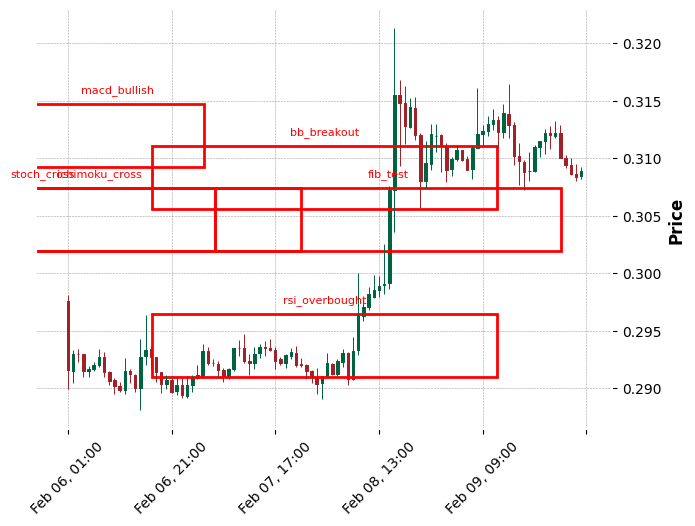 0.320
macd_bullish
0.315
bb_breakout
0.310
stoch_cross
ichimoku_cross
fib_test
0.305
Price
0.300
rsi_overbought
0.295
0.290
Feb 06, 01:00
Feb 06, 21:00
Feb 07, 17:00
Feb 08, 13:00
Feb 09, 09:00